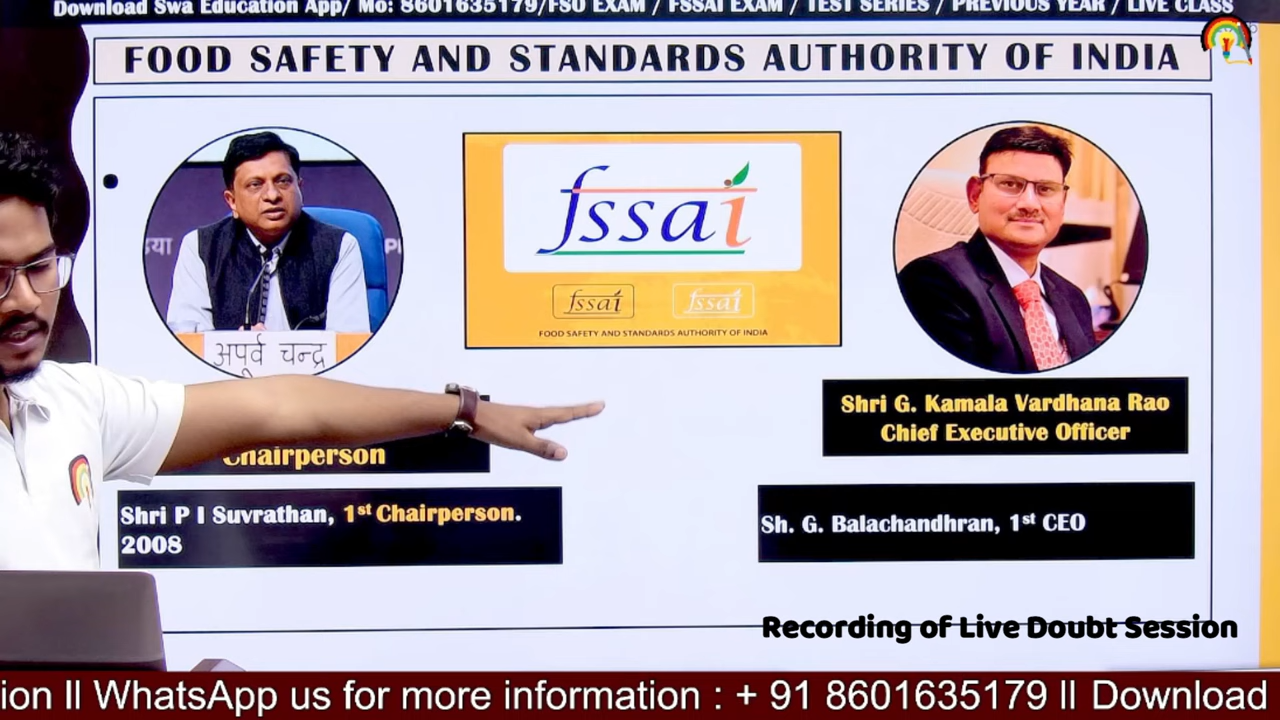 Download Swa Education App/ Mo: 8601635179/FSO EXAM / FSSAI EXAM / TEST SERIES / PREVIOUS YEAR / LIVE CLASS
FOOD SAFETY AND STANDARDS AUTHORITY OF INDIA
fssai
fssai fssai
FOOD SAFETY AND STANDARDS AUTHORITY OF INDIA
अपूर्व चन्द्र
Chairperson
Shri G. Kamala Vardhana Rao
Chief Executive Officer
Shri P I Suvrathan, 1st Chairperson.
2008
Sh. G. Balachandhran, 1st CEO
Recording of Live Doubt Session
ion ll WhatsApp us for more information : + 91 8601635179 ll Download